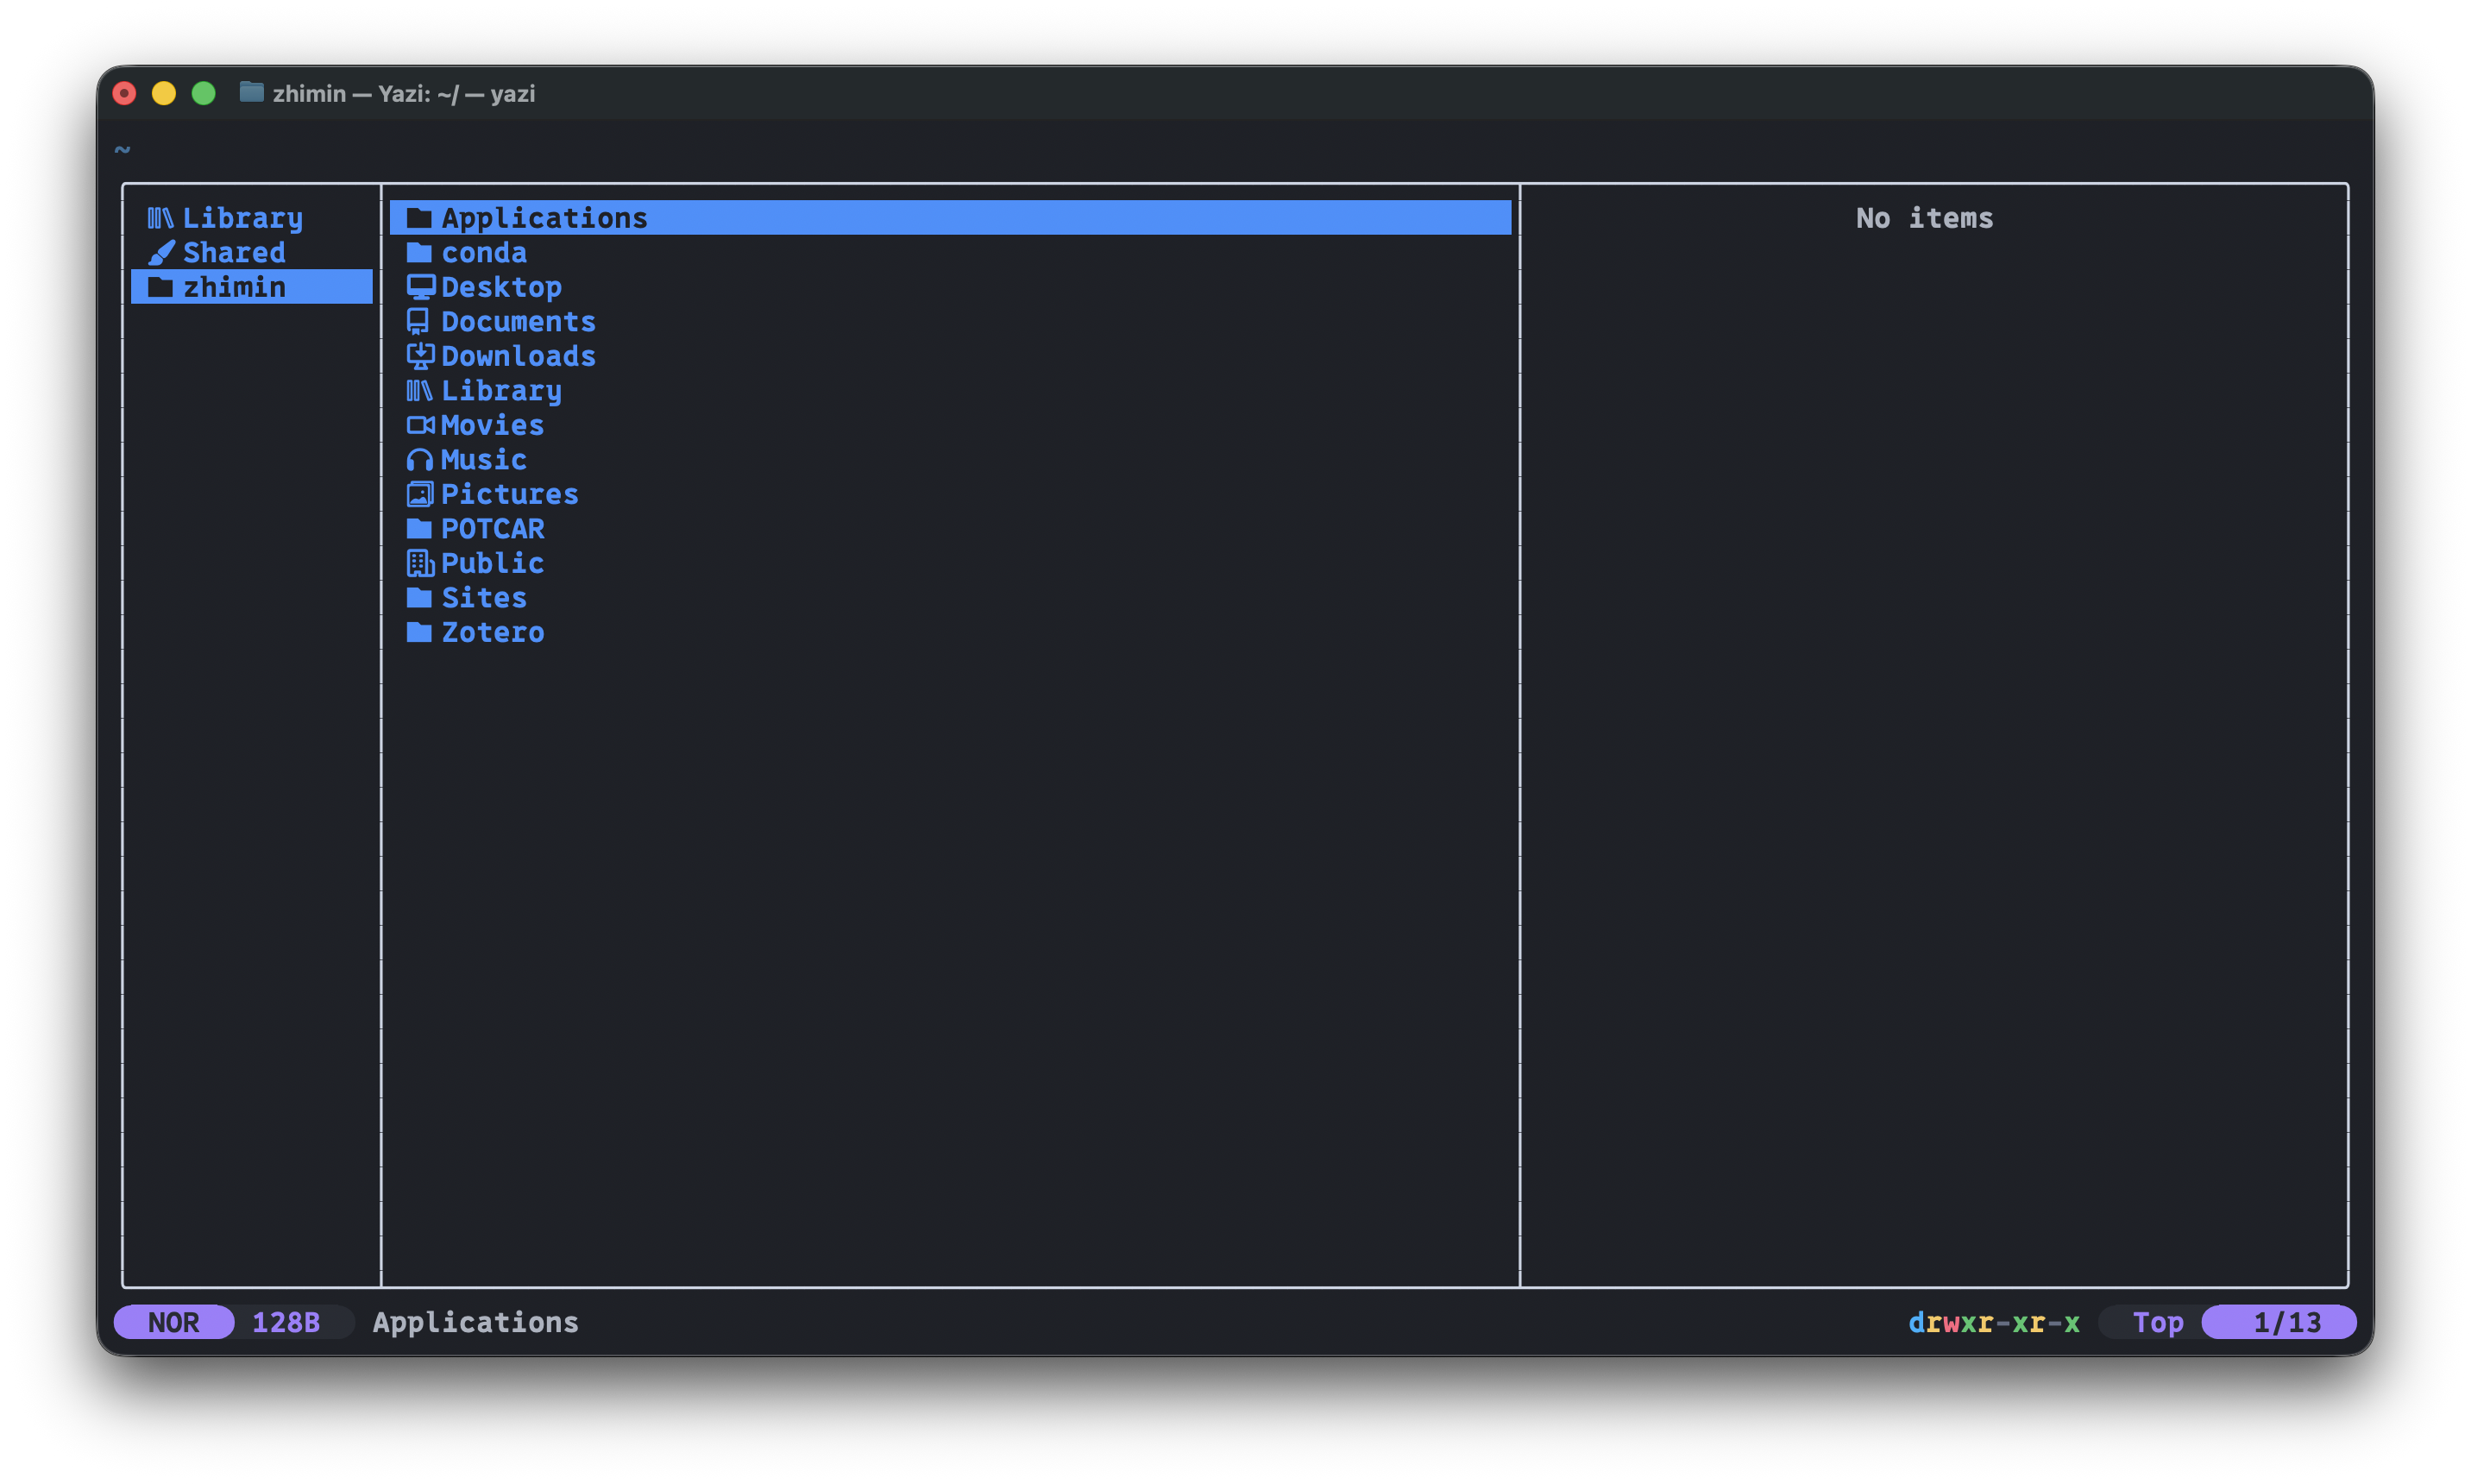 zhimin — Yazi: ~/ — yazi
~
Library
Shared
zhimin
Applications
conda
Desktop
Documents
Downloads
Library
Movies
Music
Pictures
POTCAR
Public
Sites
Zotero
No items
NOR 128B Applications drwxr-xr-x Top 1/13